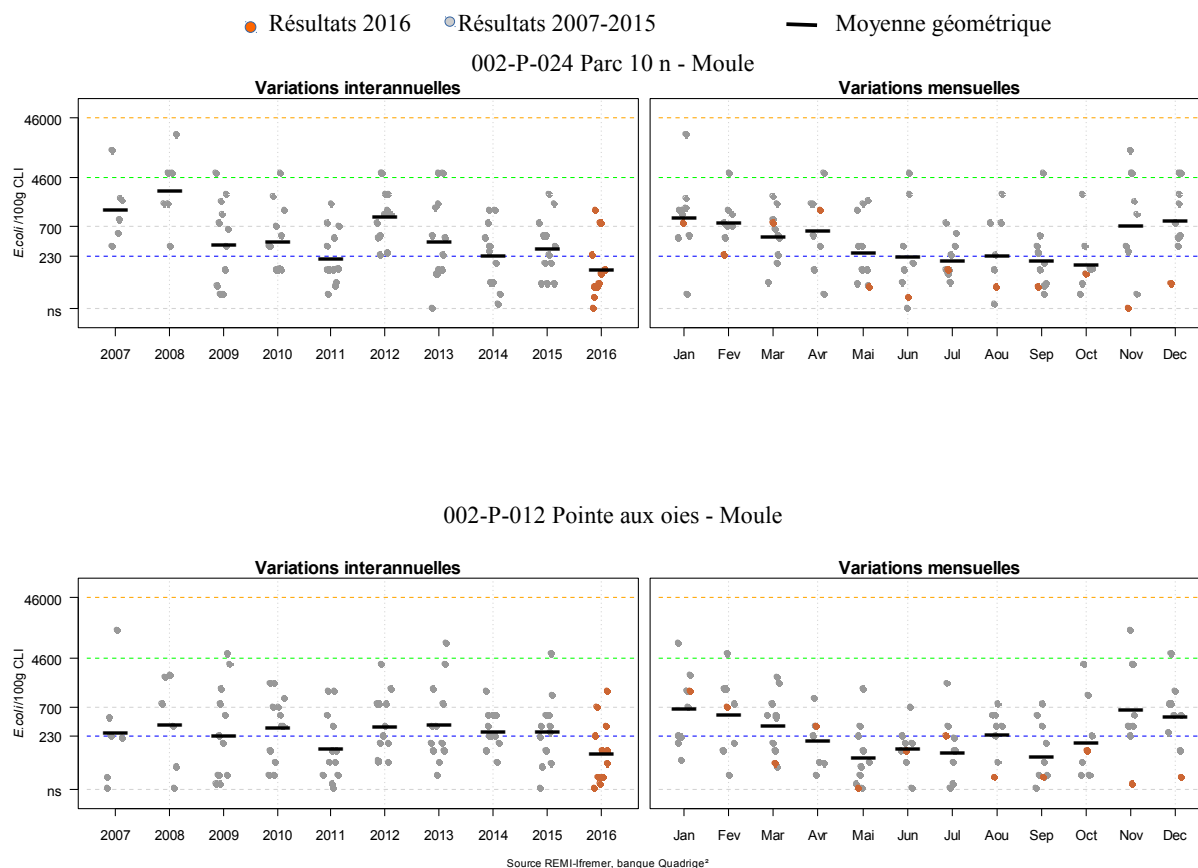 Résultats 2016 Résultats 2007-2015 Moyenne géométrique
002-P-024 Parc 10 n - Moule
Variations interannuelles Variations mensuelles
46000
4600
700
230
ns
E.coli /100g CLI
2007 2008 2009 2010 2011 2012 2013 2014 2015 2016 Jan Fev Mar Avr Mai Jun Jul Aou Sep Oct Nov Dec
002-P-012 Pointe aux oies - Moule
Variations interannuelles Variations mensuelles
46000
4600
700
230
ns
E.coli/100g CLI
2007 2008 2009 2010 2011 2012 2013 2014 2015 2016 Jan Fev Mar Avr Mai Jun Jul Aou Sep Oct Nov Dec
Source REMI-Ifremer, banque Quadrige²